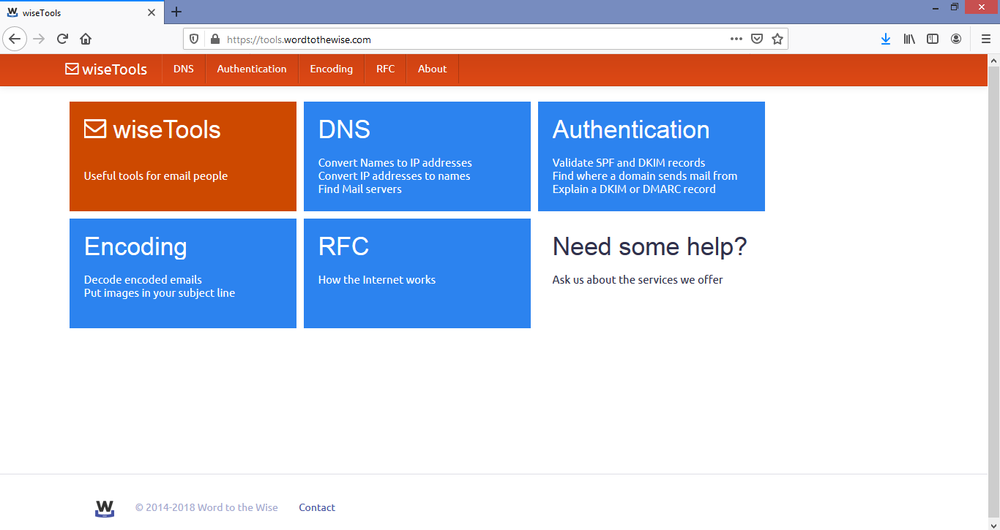 wiseTools
https://tools.wordtothewise.com
wiseTools DNS Authentication Encoding RFC About
wiseTools
Useful tools for email people
DNS
Convert Names to IP addresses
Convert IP addresses to names
Find Mail servers
Authentication
Validate SPF and DKIM records
Find where a domain sends mail from
Explain a DKIM or DMARC record
Encoding
Decode encoded emails
Put images in your subject line
RFC
How the Internet works
Need some help?
Ask us about the services we offer
W © 2014-2018 Word to the Wise Contact